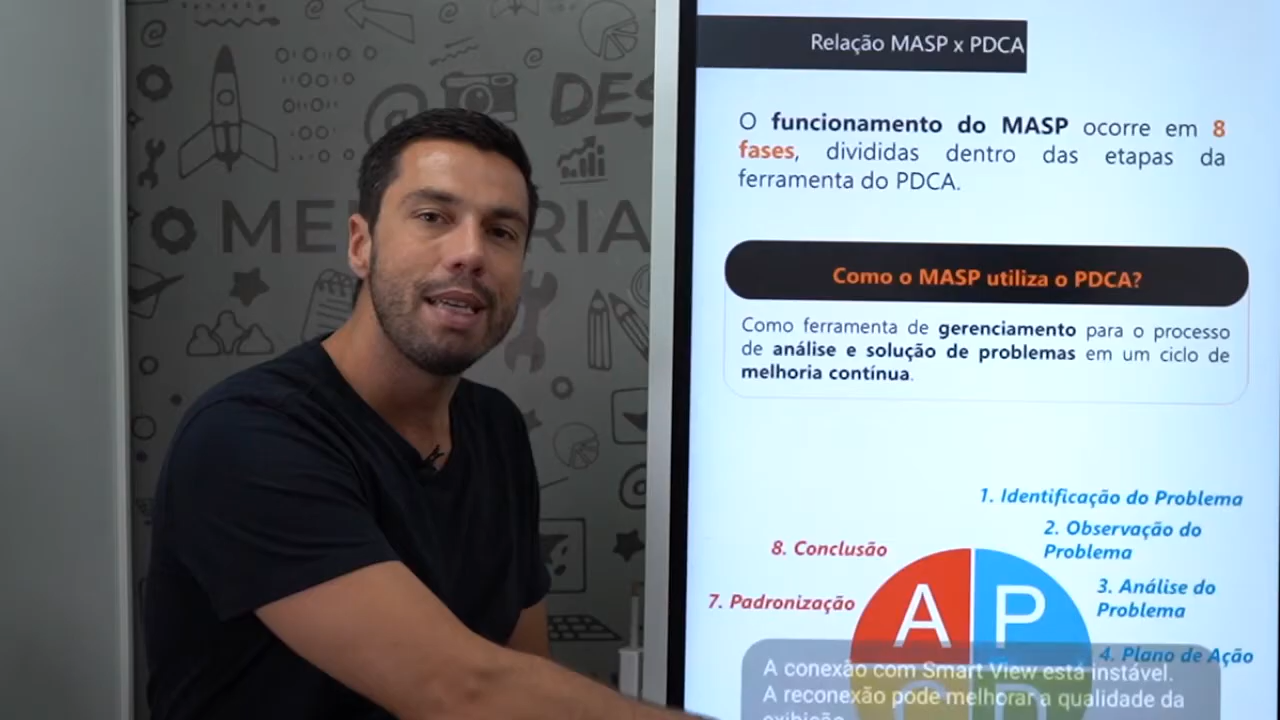 Relação MASP x PDCA
O funcionamento do MASP ocorre em 8
fases, divididas dentro das etapas da
ferramenta do PDCA.
Como o MASP utiliza o PDCA?
Como ferramenta de gerenciamento para o processo
de análise e solução de problemas em um ciclo de
melhoria contínua.
1. Identificação do Problema
2. Observação do
Problema
8. Conclusão
3. Análise do
Problema
7. Padronização
A P
4. Plano de Ação
A conexão com Smart View está instável.
A reconexão pode melhorar a qualidade da
@
DES